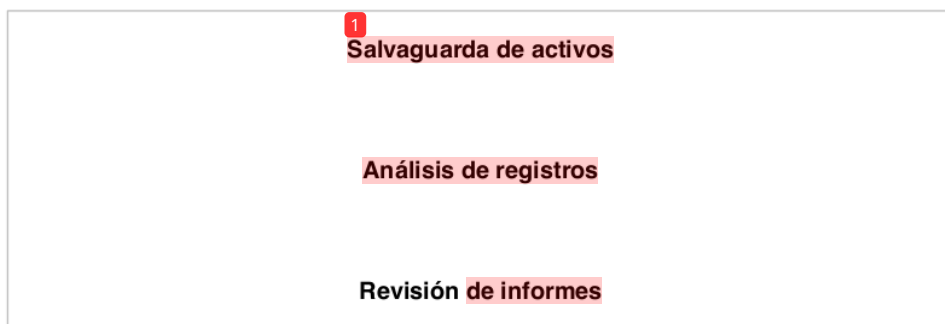 1
Salvaguarda de activos
Análisis de registros
Revisión de informes